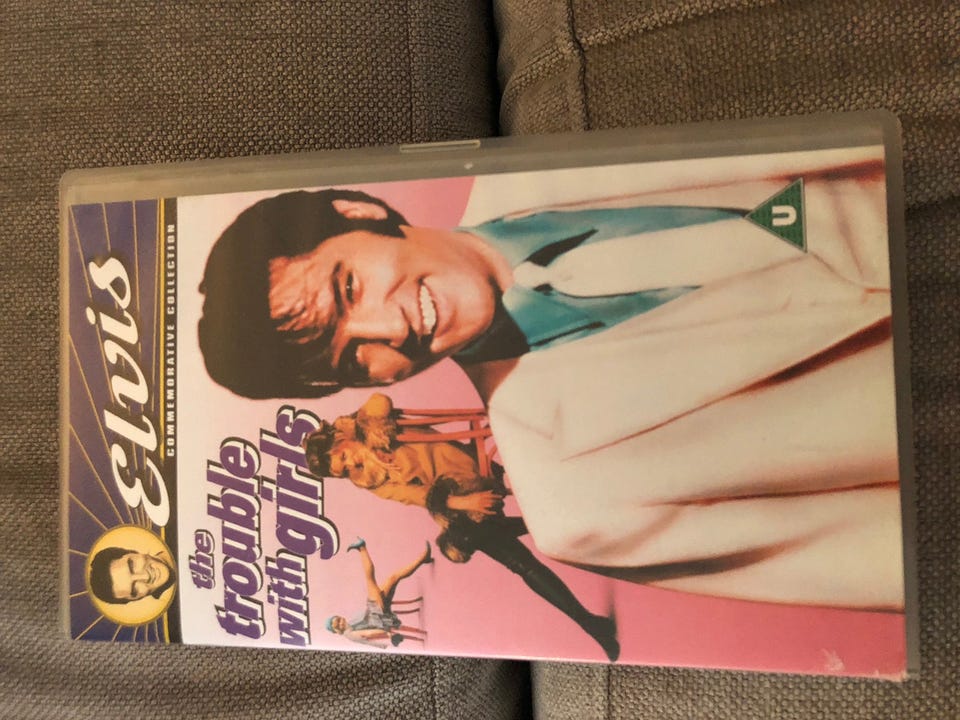 Elvis
COMMEMORATIVE COLLECTION
the
trouble
with girls
U